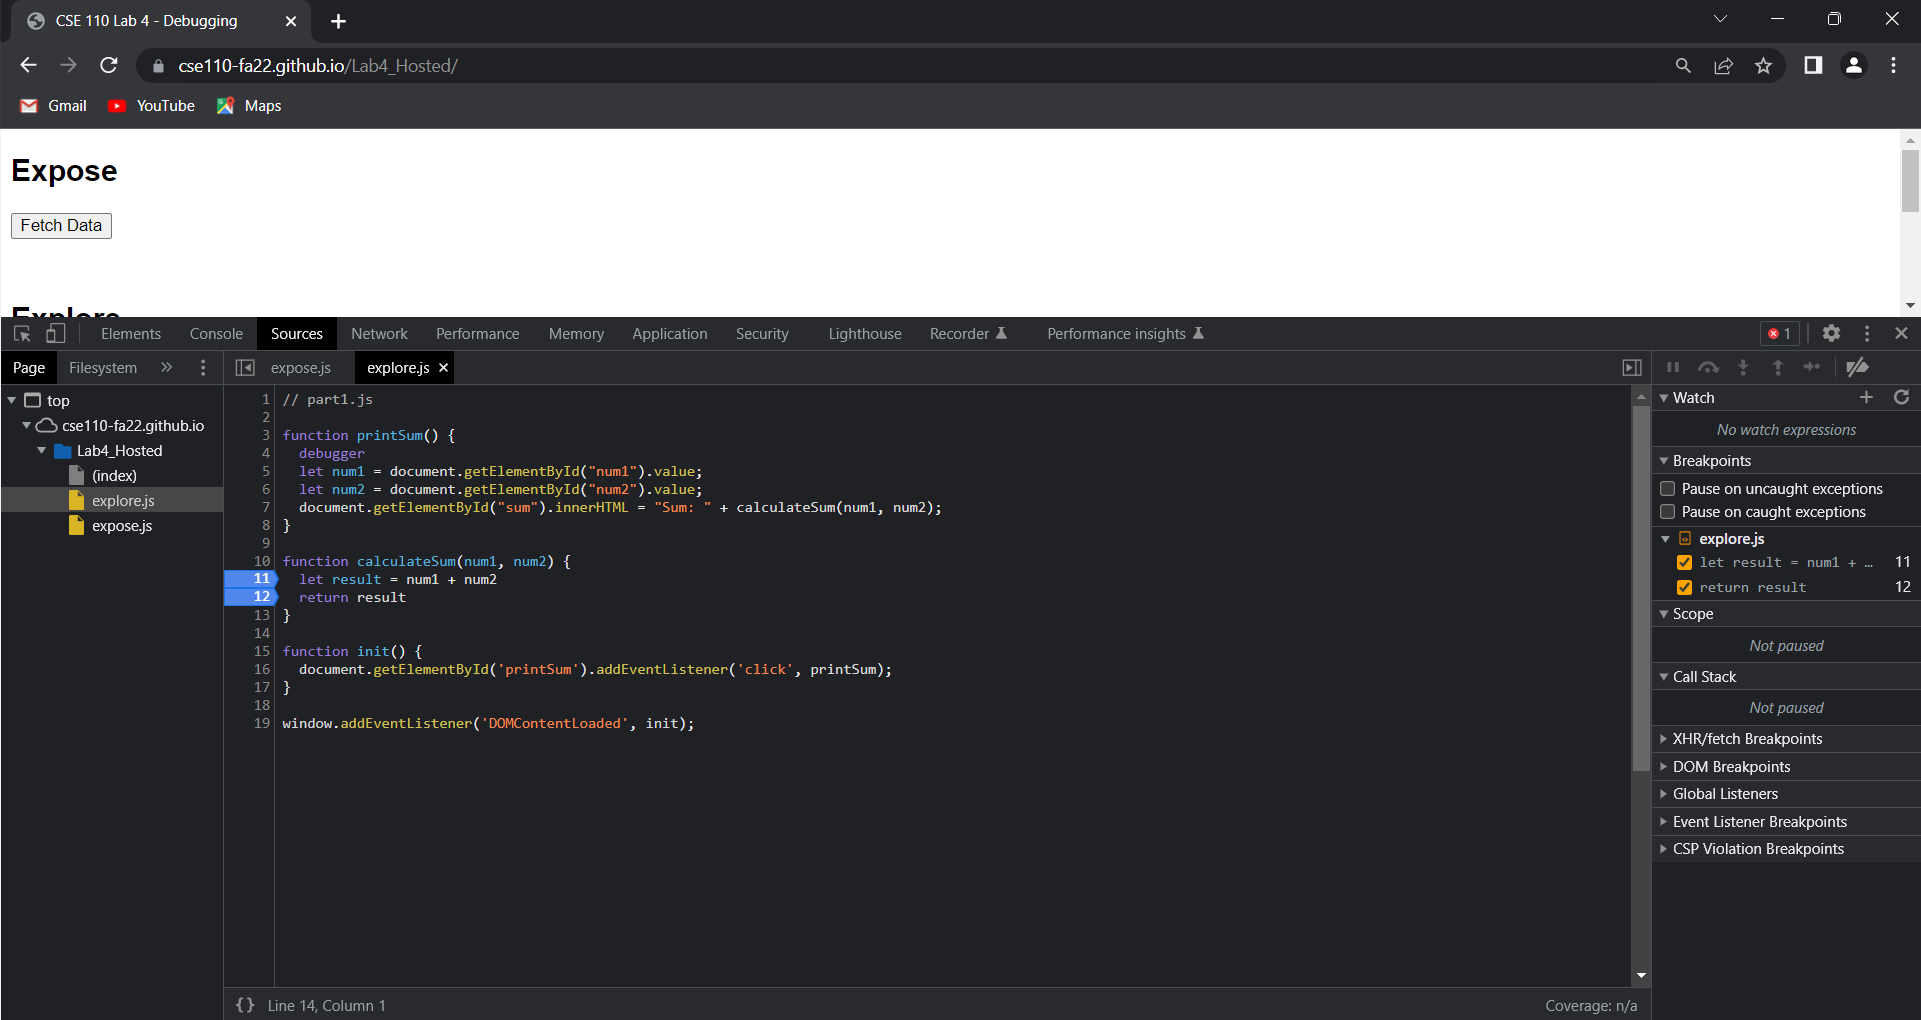 CSE 110 Lab 4 - Debugging
cse110-fa22.github.io/Lab4_Hosted/
Gmail YouTube Maps
Expose
Fetch Data
Explore
Elements Console Sources Network Performance Memory Application Security Lighthouse Recorder Performance insights 1
Page Filesystem » expose.js explore.js
top
cse110-fa22.github.io
Lab4_Hosted
(index)
explore.js
expose.js
1 // part1.js
2
3 function printSum() {
4 debugger
5 let num1 = document.getElementById("num1").value;
6 let num2 = document.getElementById("num2").value;
7 document.getElementById("sum").innerHTML = "Sum: " + calculateSum(num1, num2);
8 }
9
10 function calculateSum(num1, num2) {
11 let result = num1 + num2
12 return result
13 }
14
15 function init() {
16 document.getElementById('printSum').addEventListener('click', printSum);
17 }
18
19 window.addEventListener('DOMContentLoaded', init);
{} Line 14, Column 1
Coverage: n/a
Watch
No watch expressions
Breakpoints
Pause on uncaught exceptions
Pause on caught exceptions
explore.js
let result = num1 + … 11
return result 12
Scope
Not paused
Call Stack
Not paused
XHR/fetch Breakpoints
DOM Breakpoints
Global Listeners
Event Listener Breakpoints
CSP Violation Breakpoints